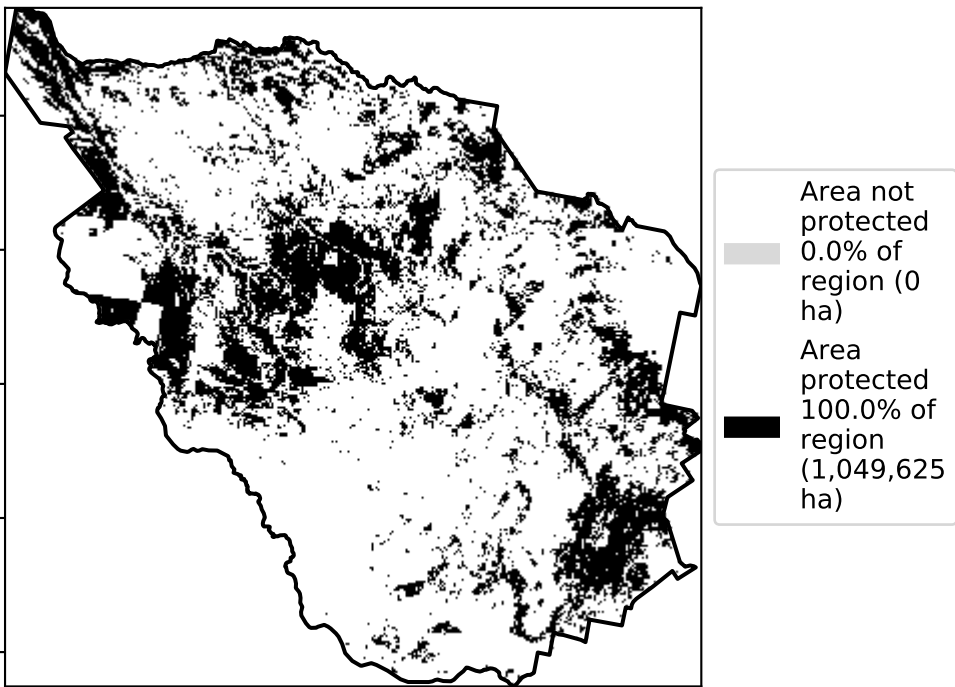 Area not
protected
0.0% of
region (0
ha)
Area
protected
100.0% of
region
(1,049,625
ha)